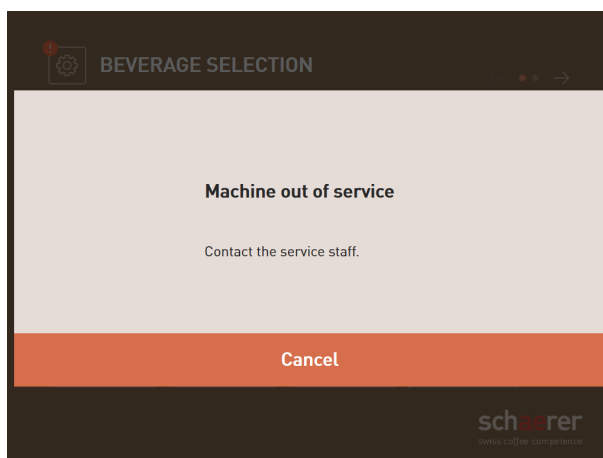 BEVERAGE SELECTION
Machine out of service
Contact the service staff.
Cancel
schaerer
swiss coffee competence